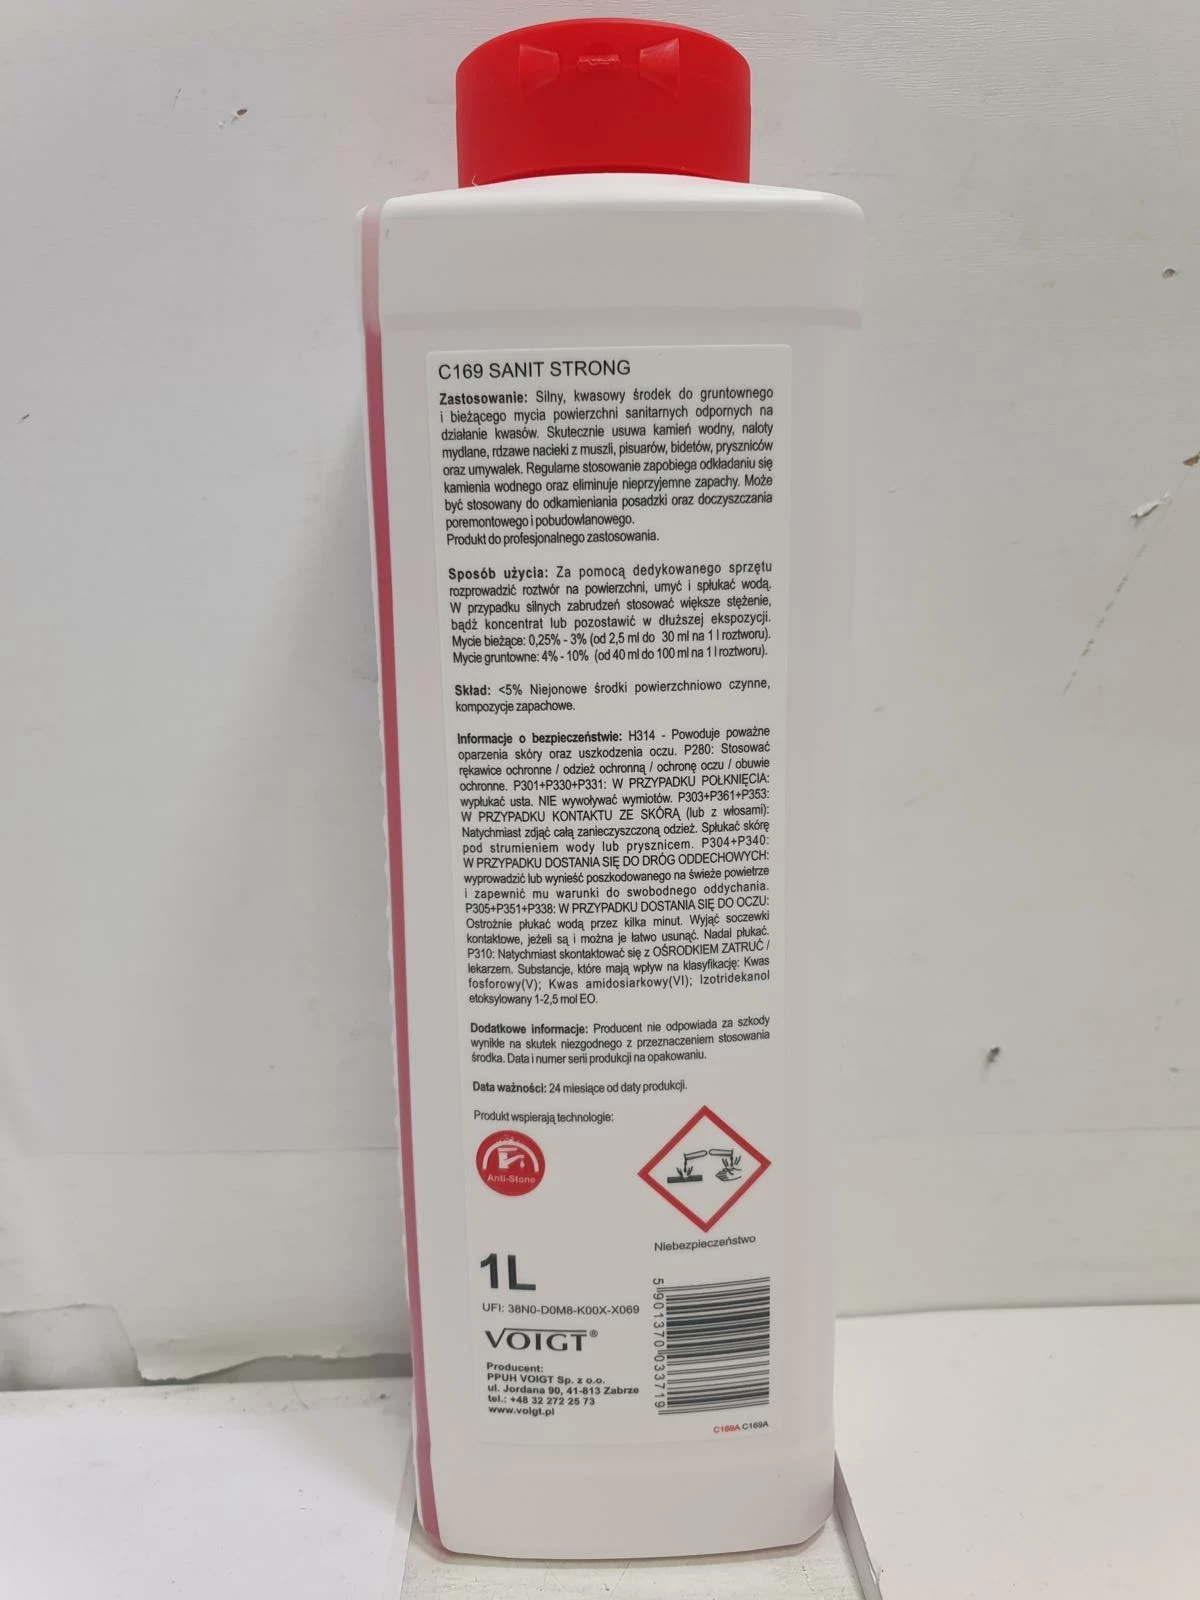 C169 SANIT STRONG
Zastosowanie: Silny, kwasowy środek do gruntownego
i bieżącego mycia powierzchni sanitarnych odpornych na
działanie kwasów. Skutecznie usuwa kamień wodny, naloty
mydlane, rdzawe nacieki z muszli, pisuarów, bidetów, pryszniców
oraz umywalek. Regularne stosowanie zapobiega odkładaniu się
kamienia wodnego oraz eliminuje nieprzyjemne zapachy. Może
być stosowany do odkamieniania posadzki oraz doczyszczania
poremontowego i pobudowlanowego.
Produkt do profesjonalnego zastosowania.
Sposób użycia: Za pomocą dedykowanego sprzętu
rozprowadzić roztwór na powierzchni, umyć i spłukać wodą.
W przypadku silnych zabrudzeń stosować większe stężenie,
bądź koncentrat lub pozostawić w dłuższej ekspozycji.
Mycie bieżące: 0,25% - 3% (od 2,5 ml do 30 ml na 1 l roztworu).
Mycie gruntowne: 4% - 10% (od 40 ml do 100 ml na 1 l roztworu).
Skład: <5% Niejonowe środki powierzchniowo czynne,
kompozycje zapachowe.
Informacje o bezpieczeństwie: H314 - Powoduje poważne
oparzenia skóry oraz uszkodzenia oczu. P280: Stosować
rękawice ochronne / odzież ochronną / ochronę oczu / obuwie
ochronne. P301+P330+P331: W PRZYPADKU POŁKNIĘCIA:
wypłukać usta. NIE wywoływać wymiotów. P303+P361+P353:
W PRZYPADKU KONTAKTU ZE SKÓRĄ (lub z włosami):
Natychmiast zdjąć całą zanieczyszczoną odzież. Spłukać skórę
pod strumieniem wody lub prysznicem. P304+P340:
W PRZYPADKU DOSTANIA SIĘ DO DRÓG ODDECHOWYCH:
wyprowadzić lub wynieść poszkodowanego na świeże powietrze
i zapewnić mu warunki do swobodnego oddychania.
P305+P351+P338: W PRZYPADKU DOSTANIA SIĘ DO OCZU:
Ostrożnie płukać wodą przez kilka minut. Wyjąć soczewki
kontaktowe, jeżeli są i można je łatwo usunąć. Nadal płukać.
P310: Natychmiast skontaktować się z OŚRODKIEM ZATRUĆ /
lekarzem. Substancje, które mają wpływ na klasyfikację: Kwas
fosforowy(V); Kwas amidosiarkowy(VI); Izotridekanol
etoksylowany 1-2,5 mol EO.
Dodatkowe informacje: Producent nie odpowiada za szkody
wynikłe na skutek niezgodnego z przeznaczeniem stosowania
środka. Data i numer serii produkcji na opakowaniu.
Data ważności: 24 miesiące od daty produkcji.
Produkt wspierają technologie:
Anti-Stone
Niebezpieczeństwo
1L
UFI: 38N0-D0M8-K00X-X069
VOIGT®
Producent:
PPUH VOIGT Sp. z o.o.
ul. Jordana 90, 41-813 Zabrze
tel.: +48 32 272 25 73
www.voigt.pl
5 901370 033719
C169A C169A